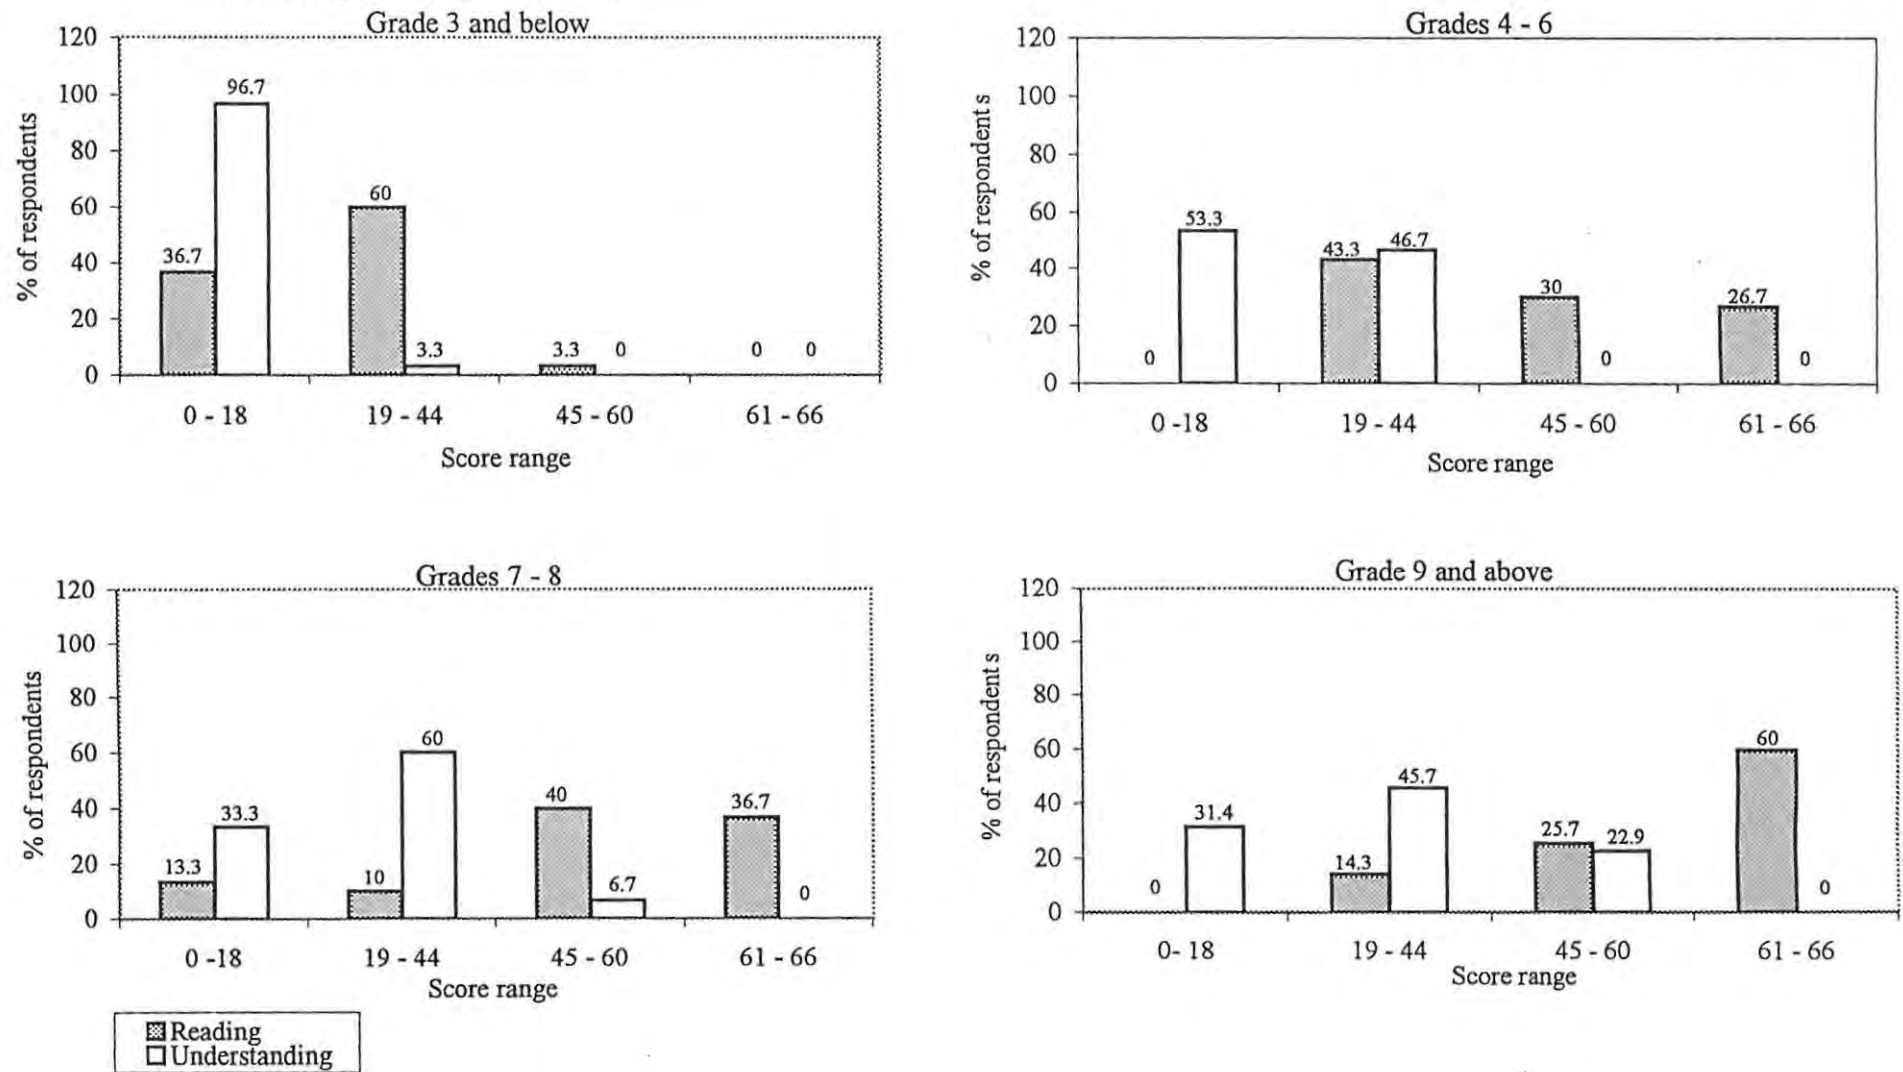 Grade 3 and below
120
100
80
60
40
20
0
% of respondents
36.7
96.7
60
3.3
3.3
0
0
0
0 - 18
19 - 44
45 - 60
61 - 66
Score range
Grades 4 - 6
120
100
80
60
40
20
0
% of respondents
0
53.3
43.3
46.7
30
0
26.7
0
0 -18
19 - 44
45 - 60
61 - 66
Score range
Grades 7 - 8
120
100
80
60
40
20
0
% of respondents
13.3
33.3
10
60
40
6.7
36.7
0
0 -18
19 - 44
45 - 60
61 - 66
Score range
Grade 9 and above
120
100
80
60
40
20
0
% of respondents
0
31.4
14.3
45.7
25.7
22.9
60
0
0- 18
19 - 44
45 - 60
61 - 66
Score range
Reading
Understanding